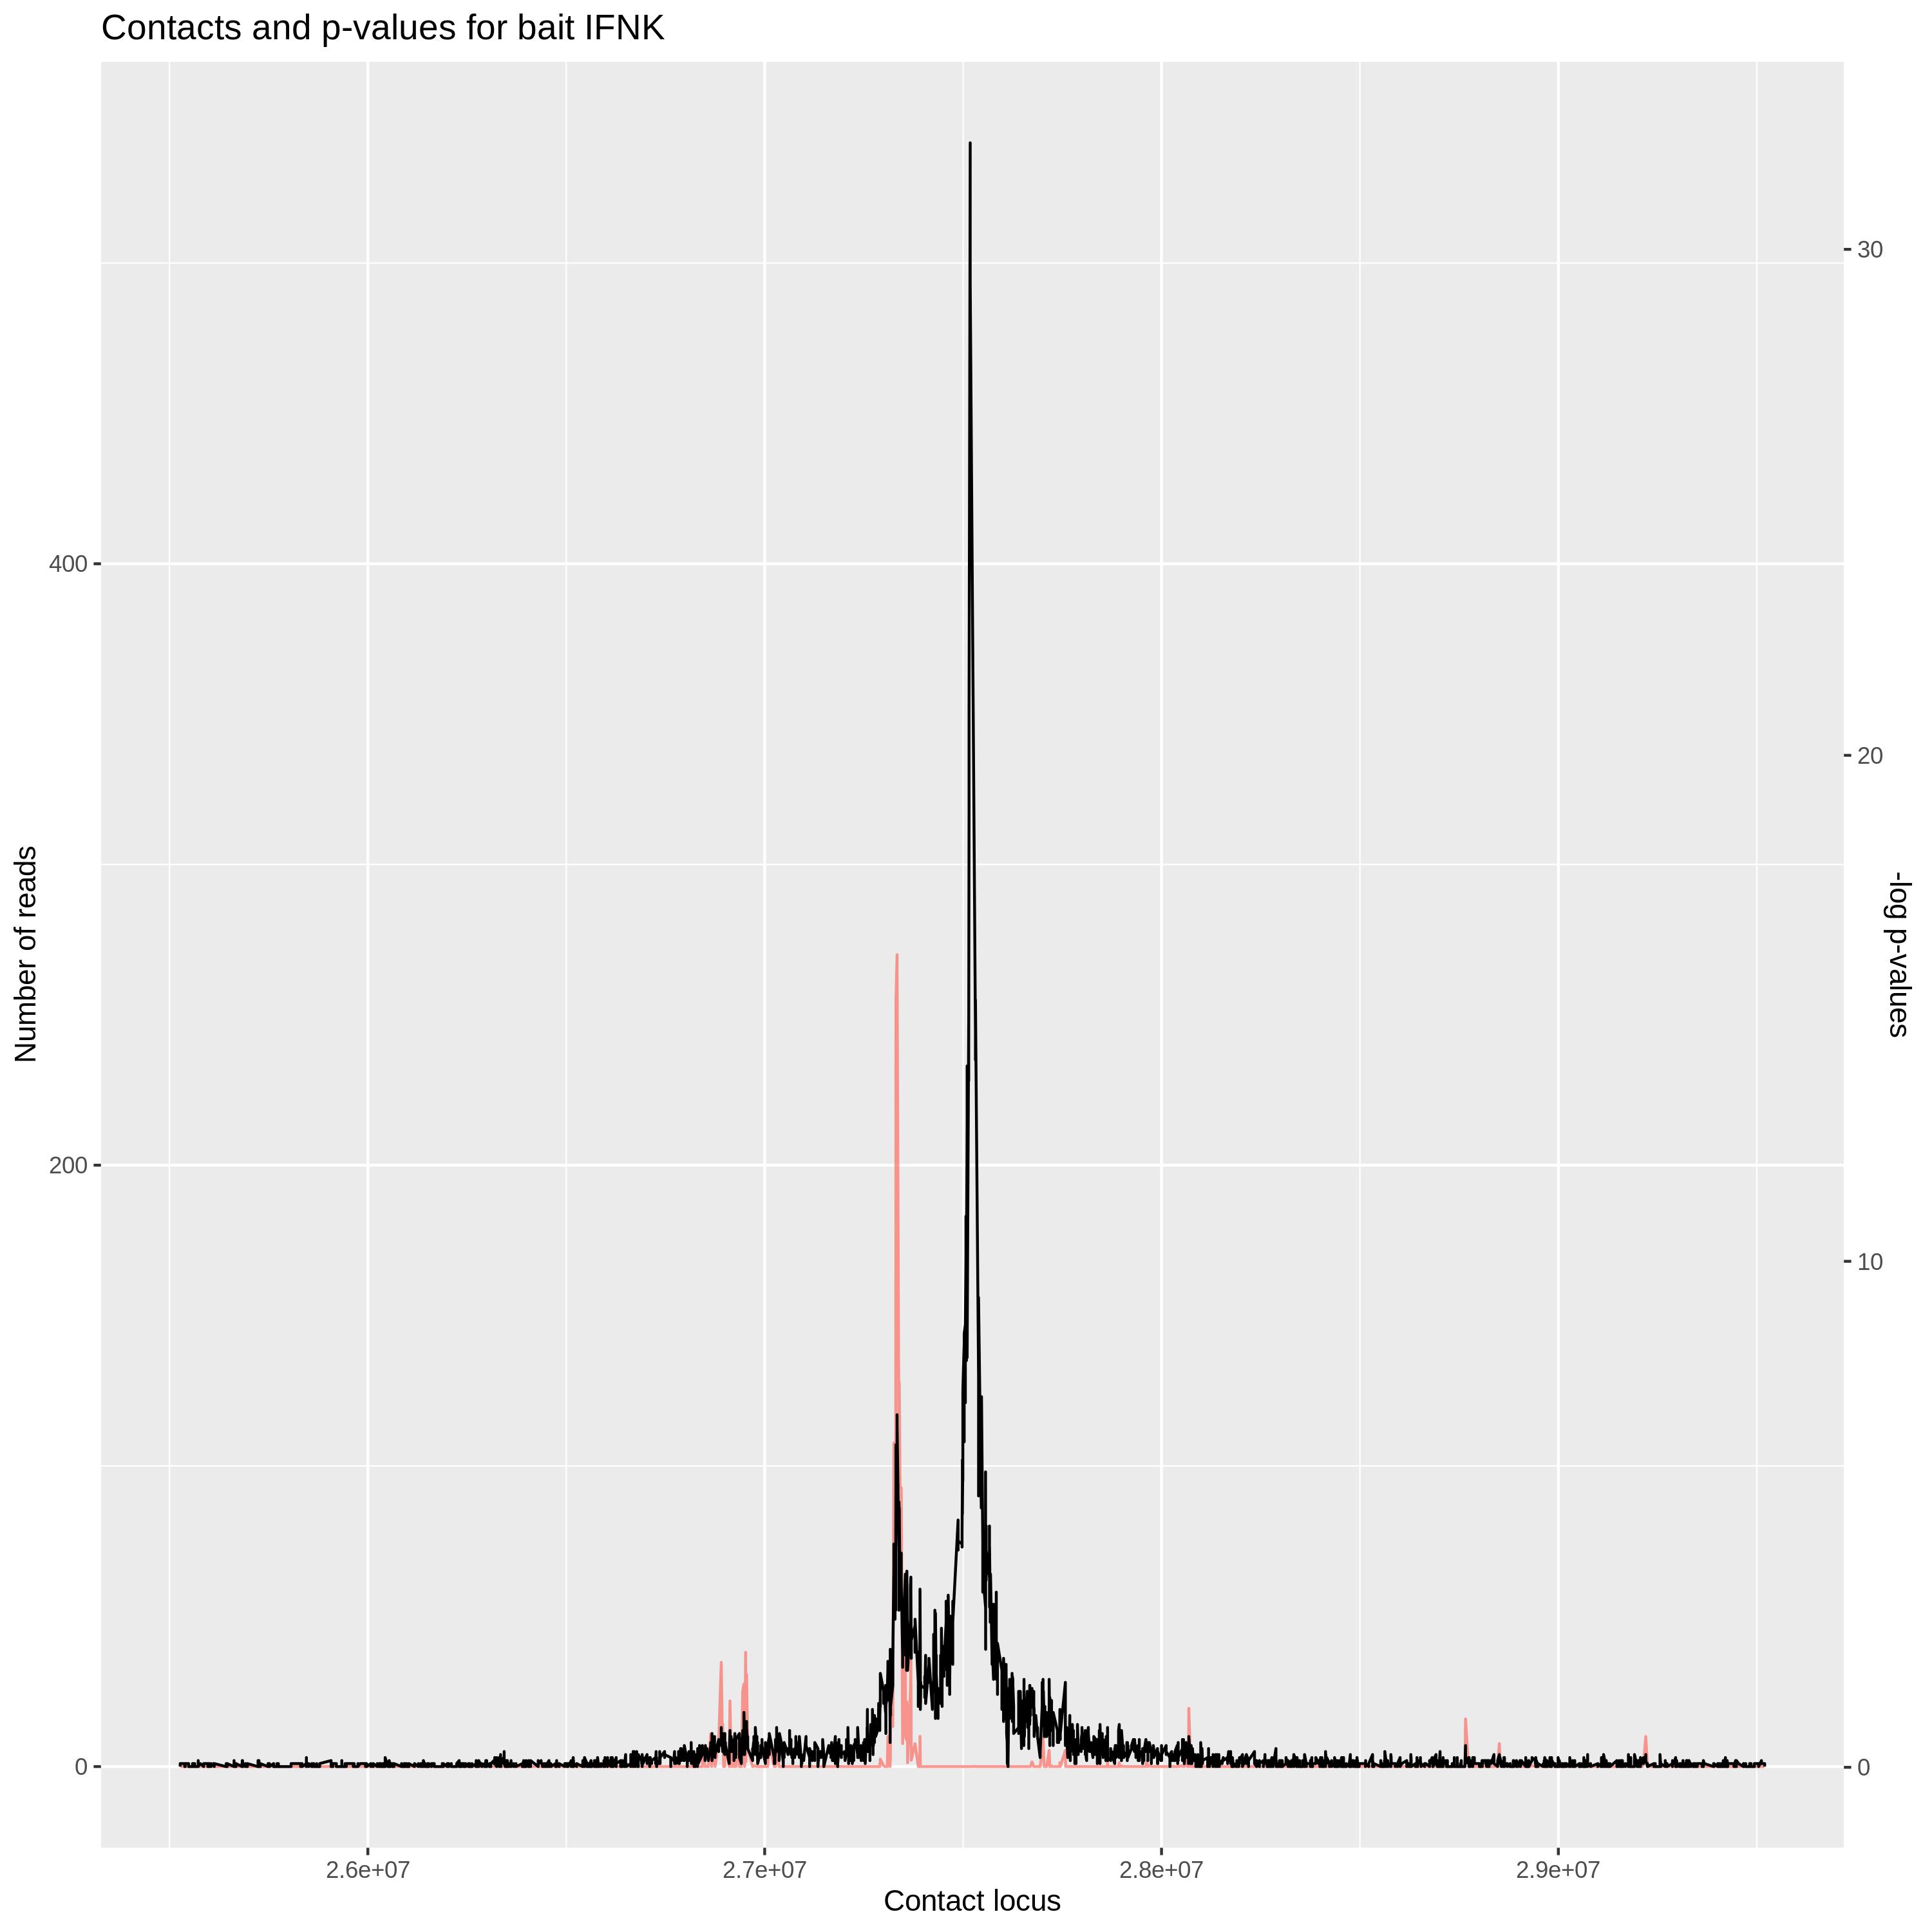 Contacts and p-values for bait IFNK
Number of reads
400
200
0
30
20
10
0
-log p-values
2.6e+07
2.7e+07
2.8e+07
2.9e+07
Contact locus